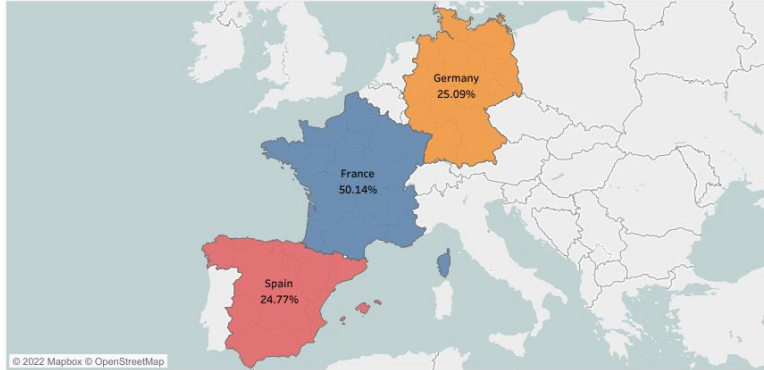 Germany
25.09%
France
50.14%
Spain
24.77%
© 2022 Mapbox © OpenStreetMap